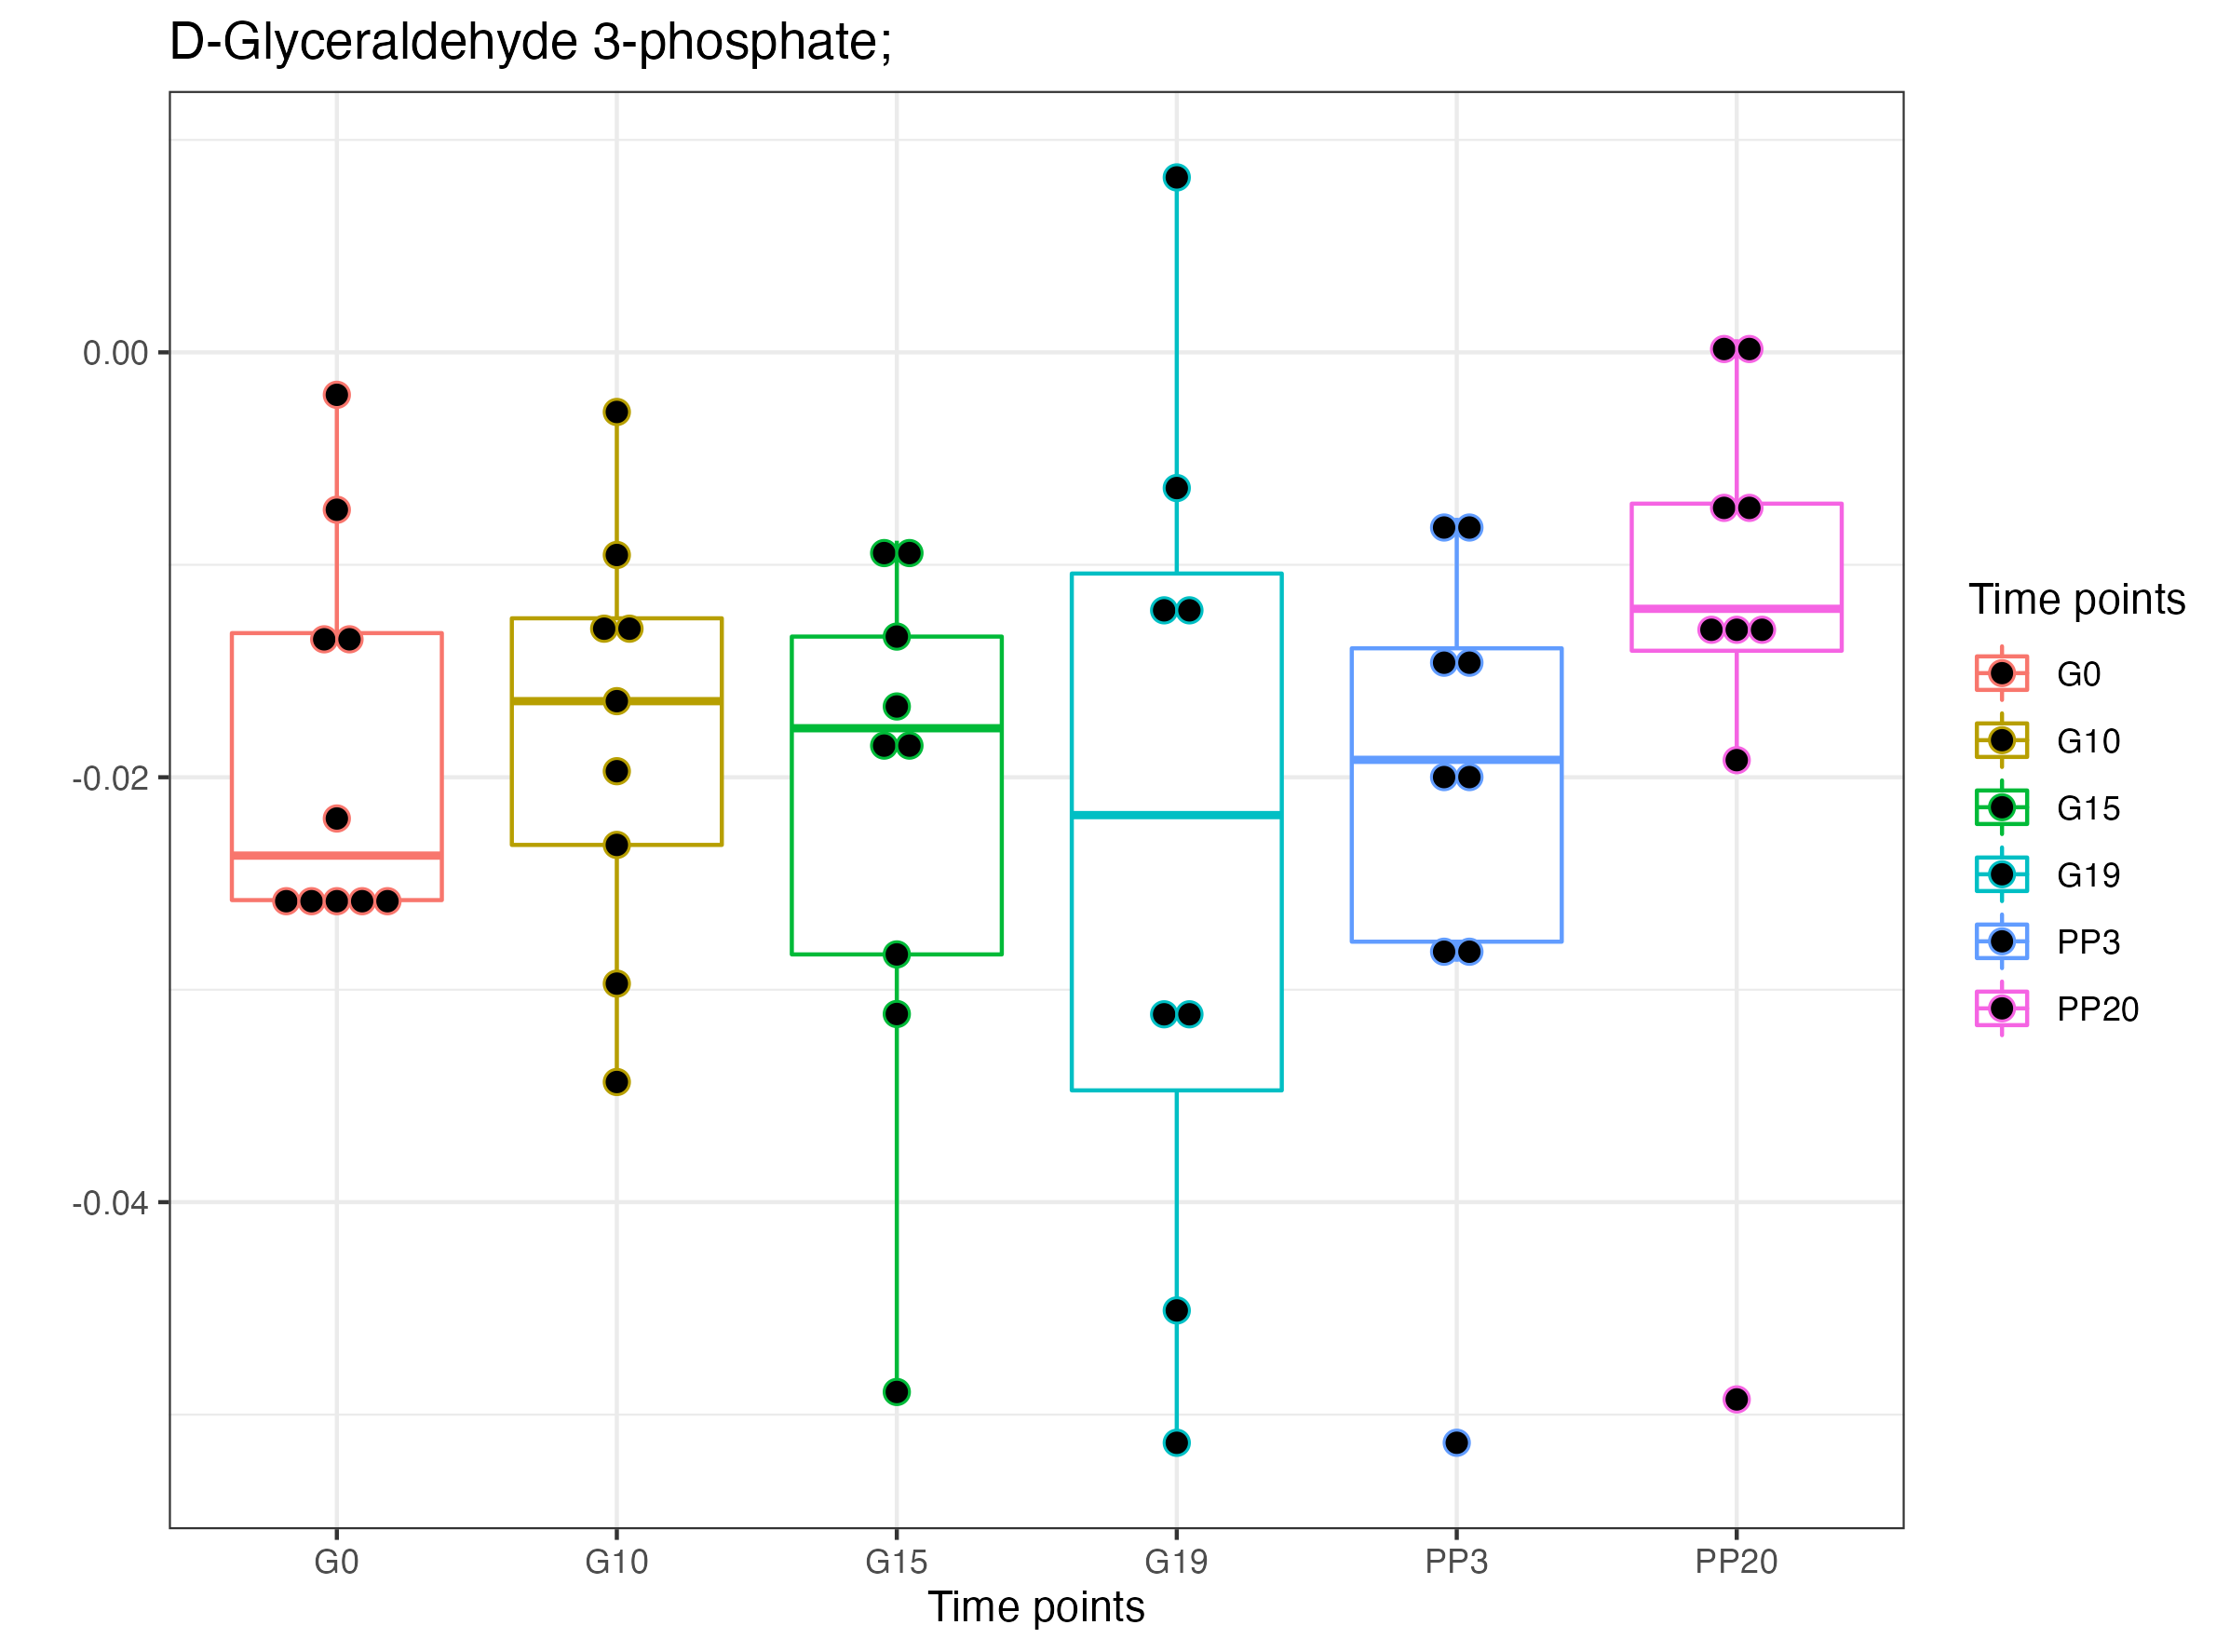 D-Glyceraldehyde 3-phosphate;
0.00
-0.02
-0.04
G0
G10
G15
G19
PP3
PP20
Time points
Time points
G0
G10
G15
G19
PP3
PP20